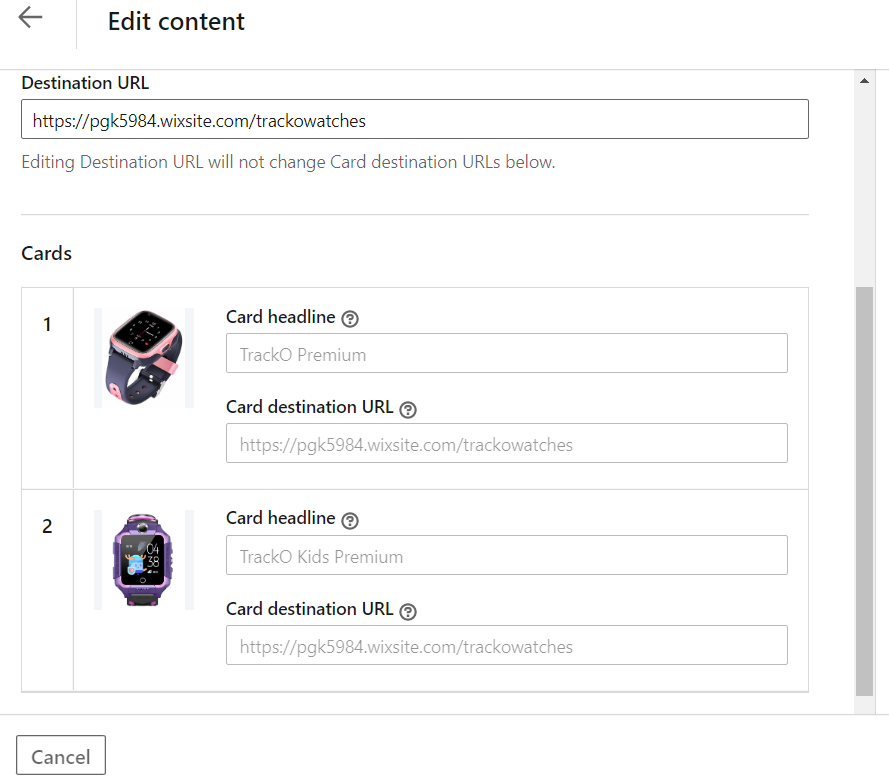 Edit content
Destination URL
https://pgk5984.wixsite.com/trackowatches
Editing Destination URL will not change Card destination URLs below.
Cards
1
Card headline ?
TrackO Premium
Card destination URL ?
https://pgk5984.wixsite.com/trackowatches
2
Card headline ?
TrackO Kids Premium
Card destination URL ?
https://pgk5984.wixsite.com/trackowatches
04
38
Cancel